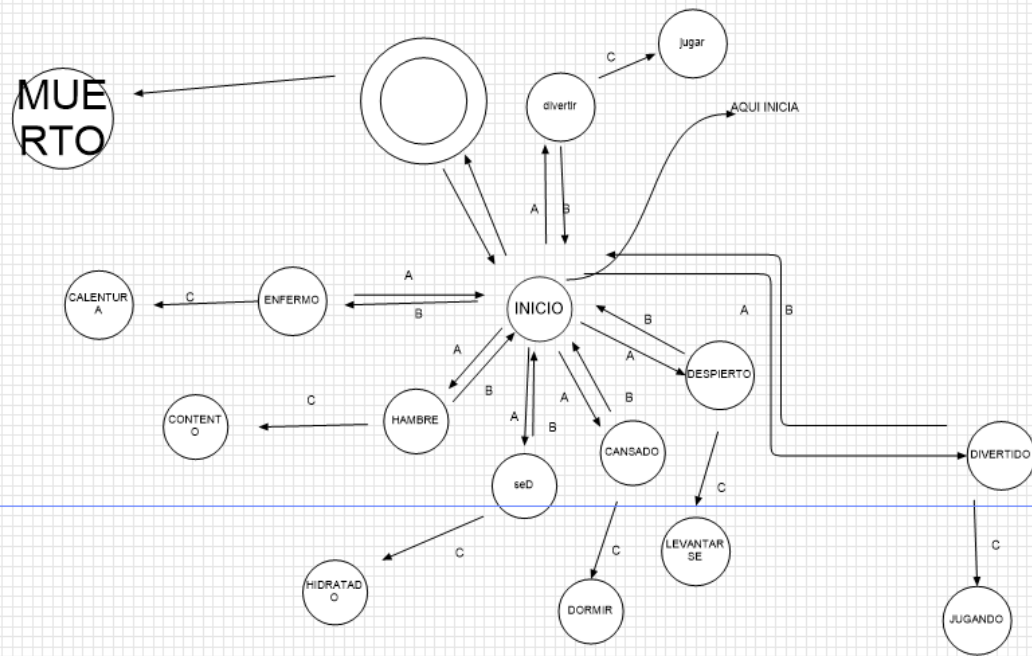 jugar
C
MUE
RTO
divertir
AQUI INICIA
A
B
CALENTUR
A
C
ENFERMO
A
B
INICIO
A
B
B
A
DESPIERTO
A
B
C
CONTENT
O
HAMBRE
A
B
A
B
CANSADO
DIVERTIDO
seD
C
C
LEVANTAR
SE
C
C
HIDRATAD
O
DORMIR
JUGANDO